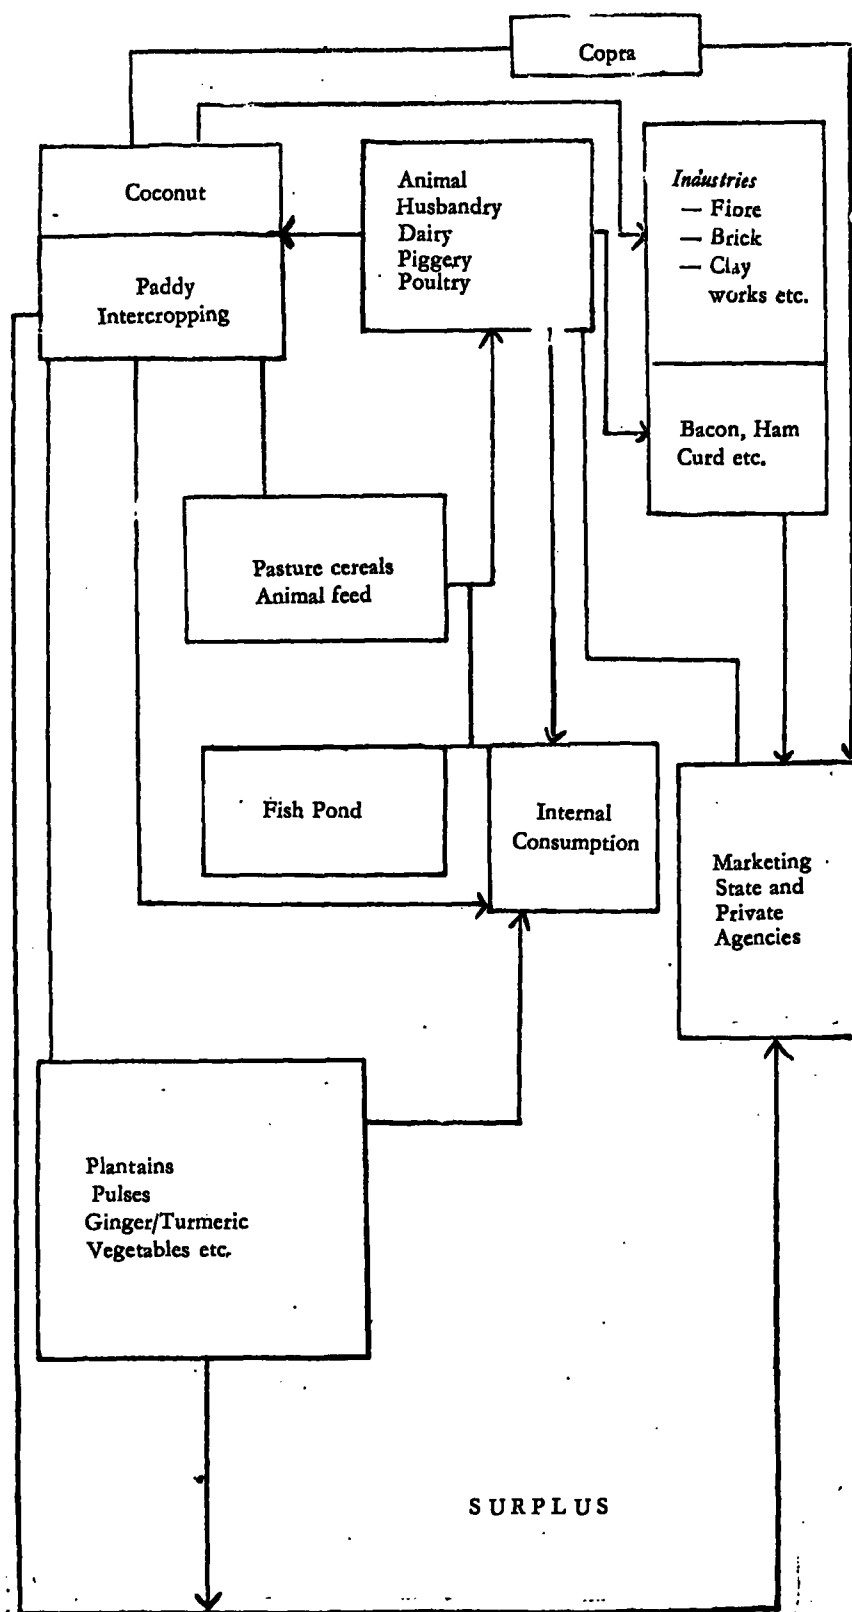 Copra
Coconut
Paddy
Intercropping
Animal
Husbandry
Dairy
Piggery
Poultry
Industries
— Fiore
— Brick
— Clay
works etc.
Bacon, Ham
Curd etc.
Pasture cereals
Animal feed
Fish Pond
Internal
Consumption
Marketing
State and
Private
Agencies
Plantains
Pulses
Ginger/Turmeric
Vegetables etc.
SURPLUS